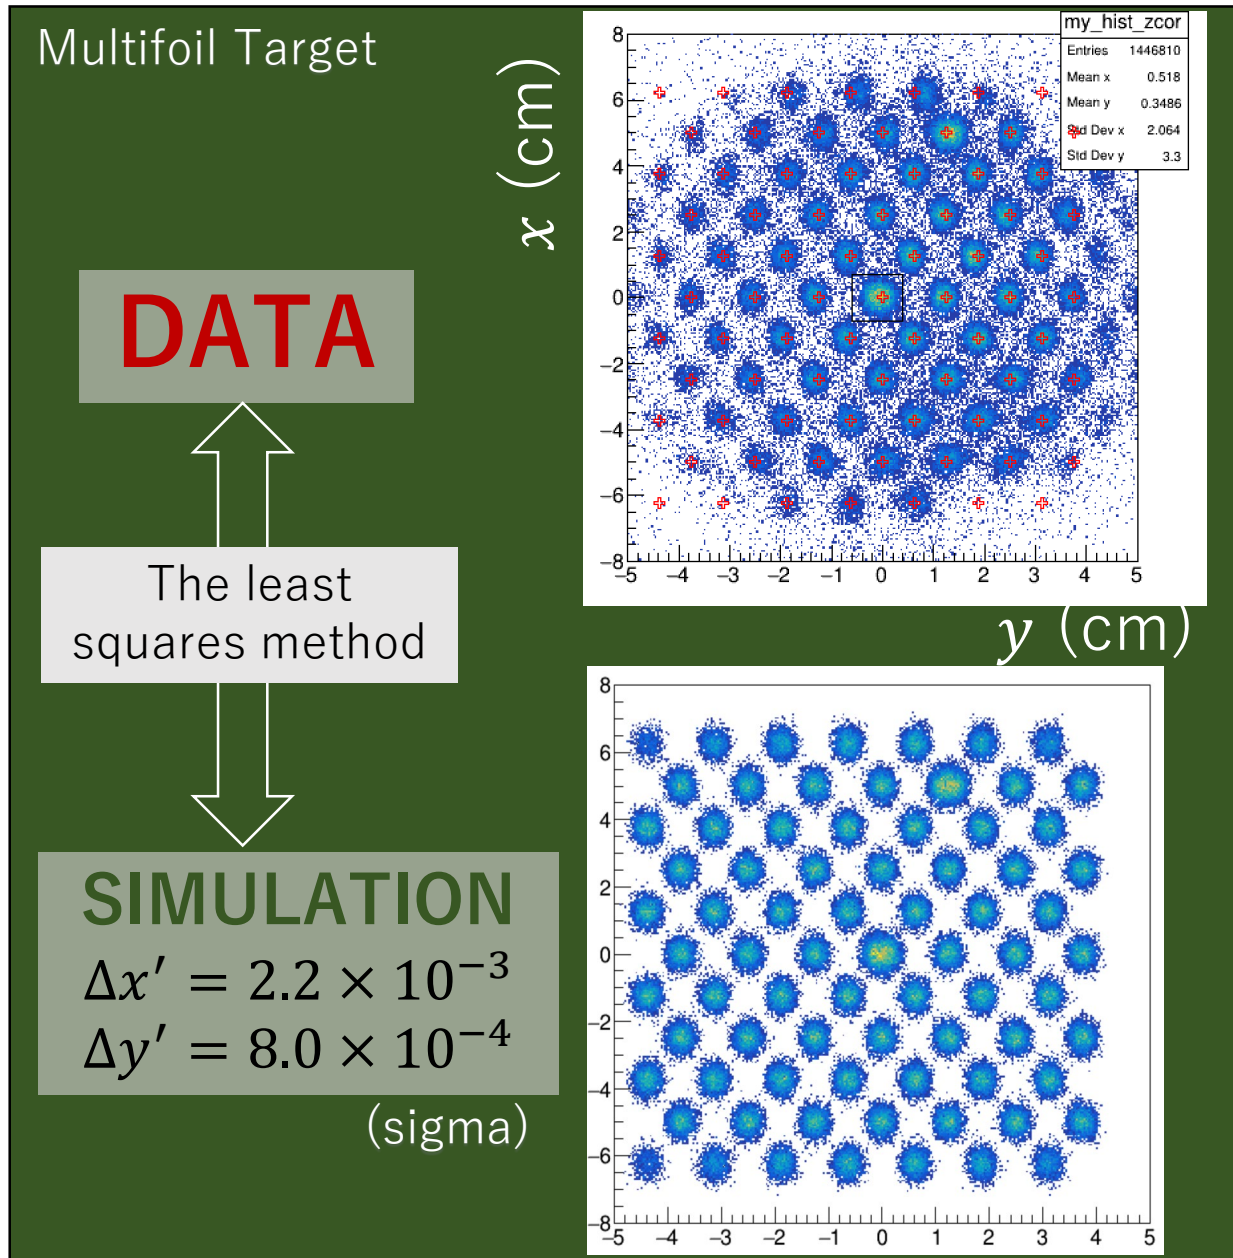 Multifoil Target
DATA
The least
squares method
SIMULATION
Δx′ = 2.2 × 10⁻³
Δy′ = 8.0 × 10⁻⁴
(sigma)
x (cm)
my_hist_zcor
Entries 1446810
Mean x 0.518
Mean y 0.3486
Std Dev x 2.064
Std Dev y 3.3
8
6
4
2
0
−2
−4
−6
−8
−5 −4 −3 −2 −1 0 1 2 3 4 5
y (cm)
8
6
4
2
0
−2
−4
−6
−8
−5 −4 −3 −2 −1 0 1 2 3 4 5